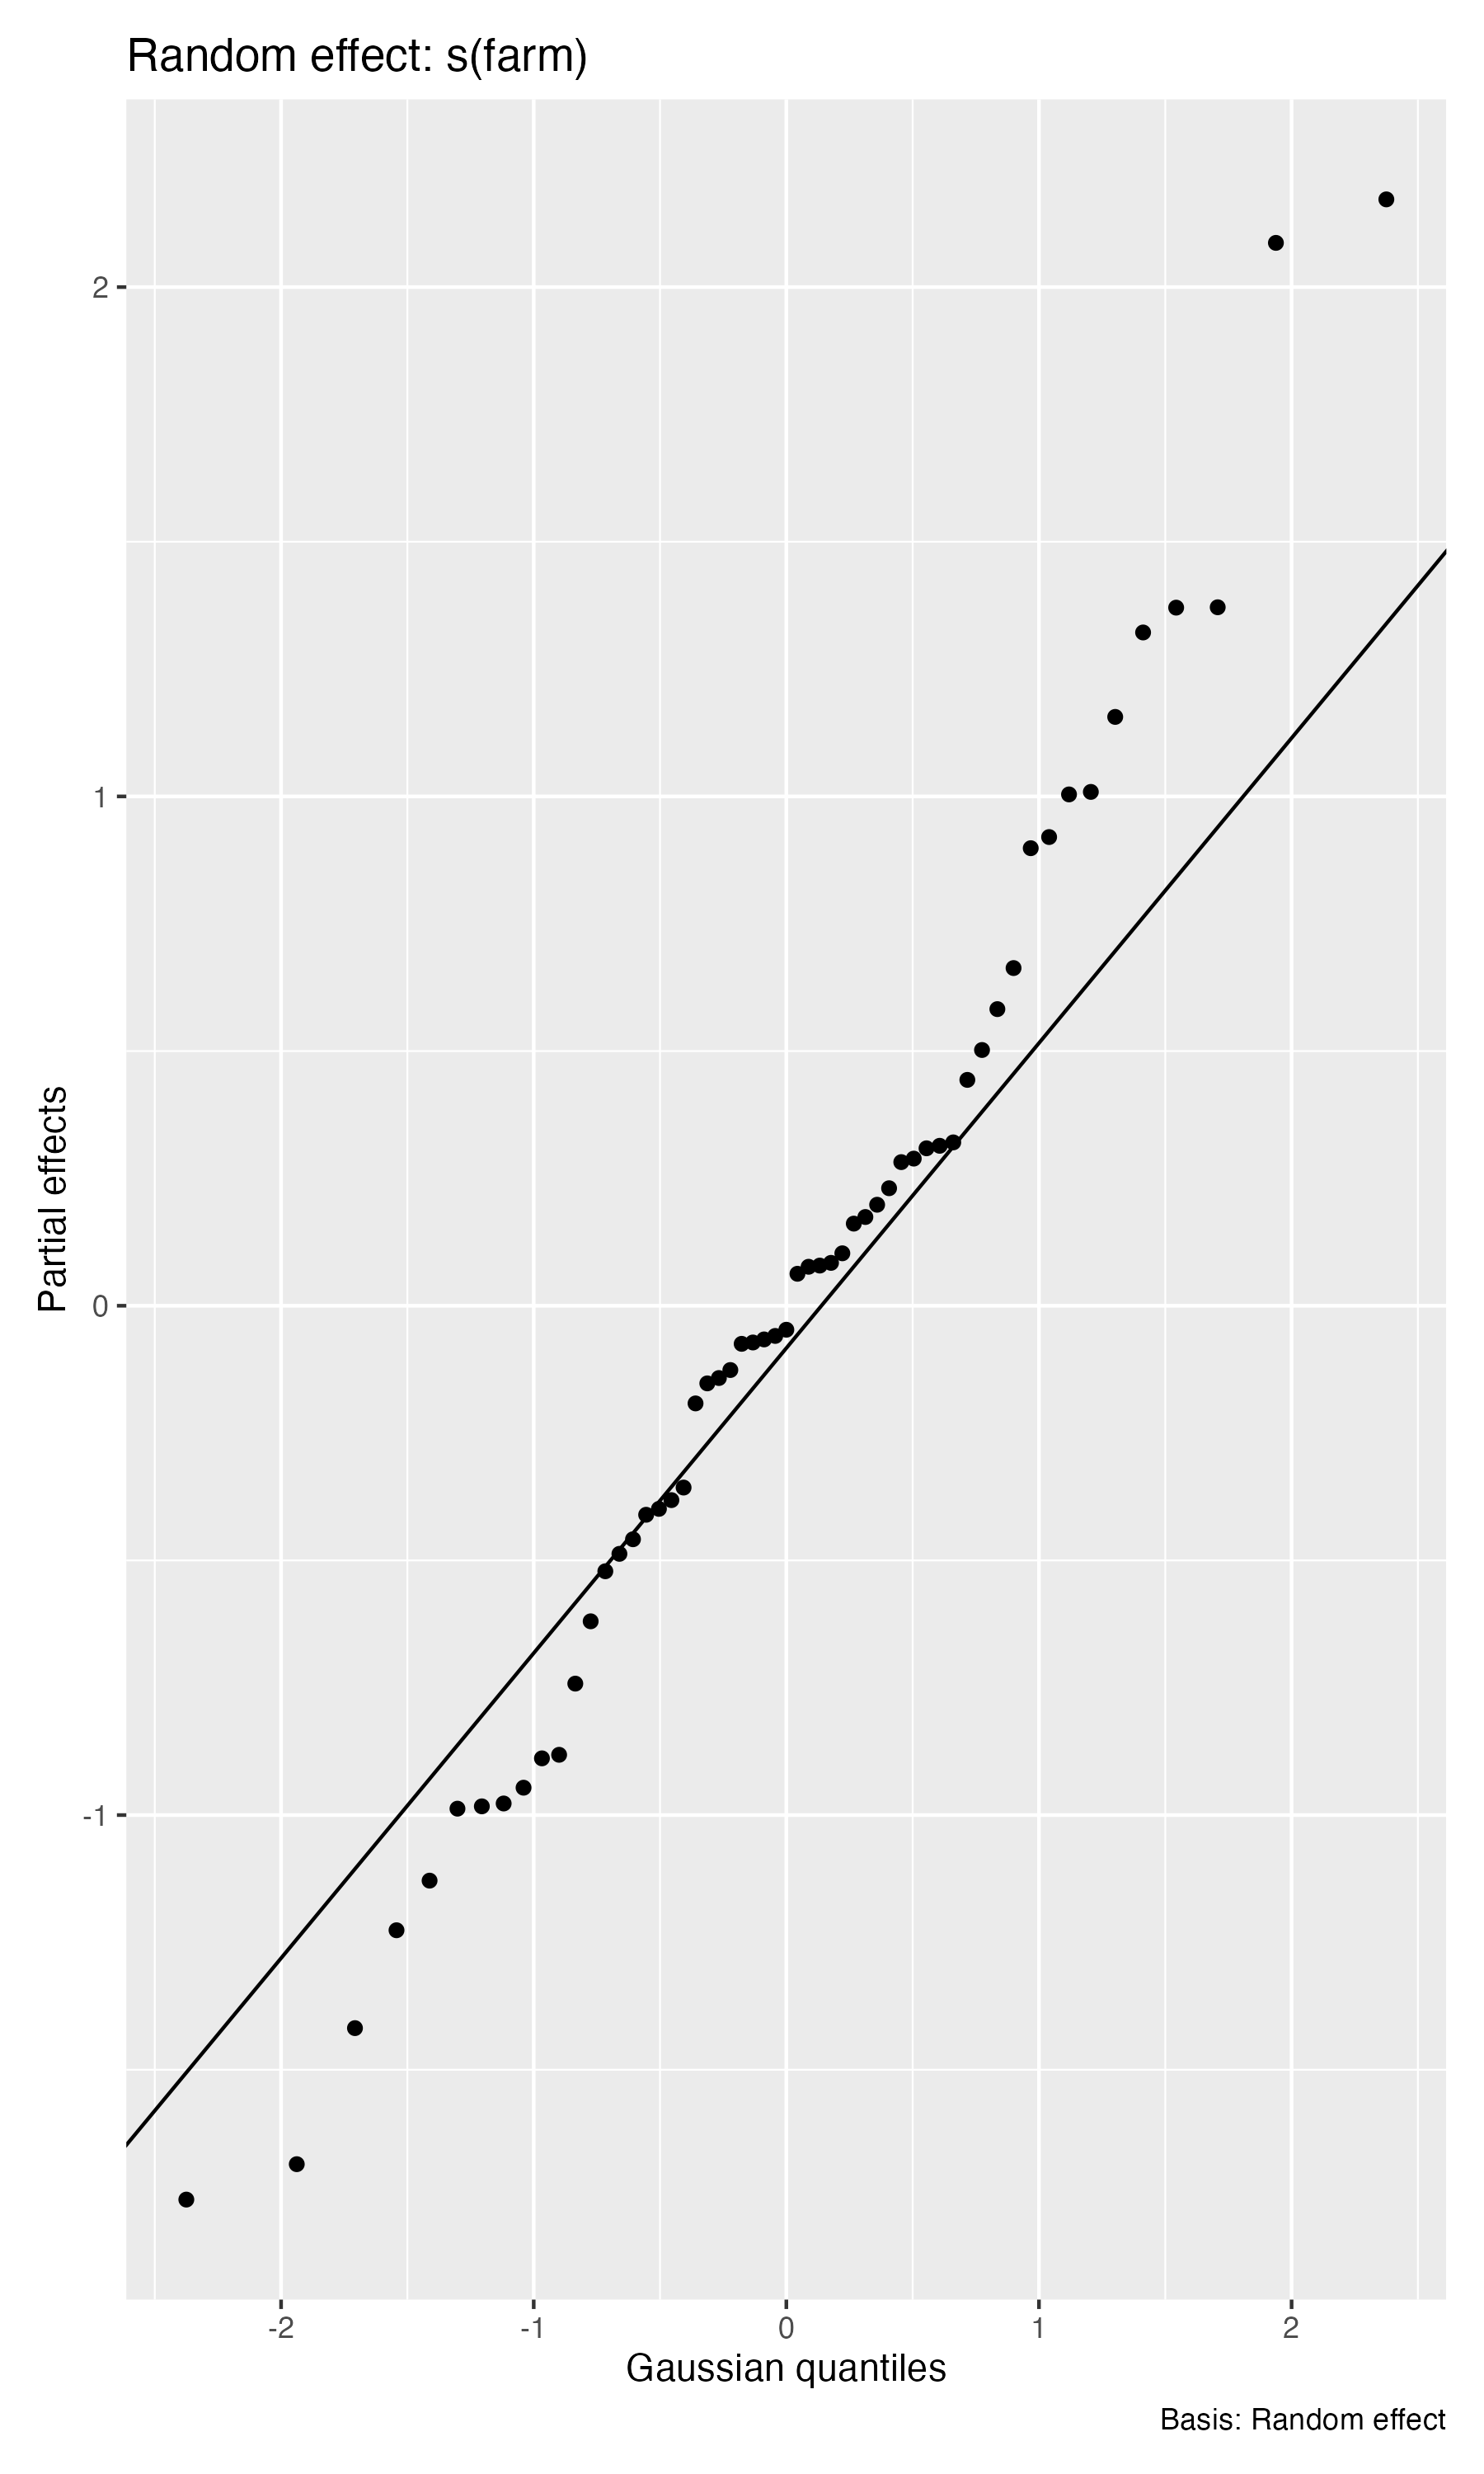 Random effect: s(farm)
2
1
0
-1
Partial effects
-2 -1 0 1 2
Gaussian quantiles
Basis: Random effect